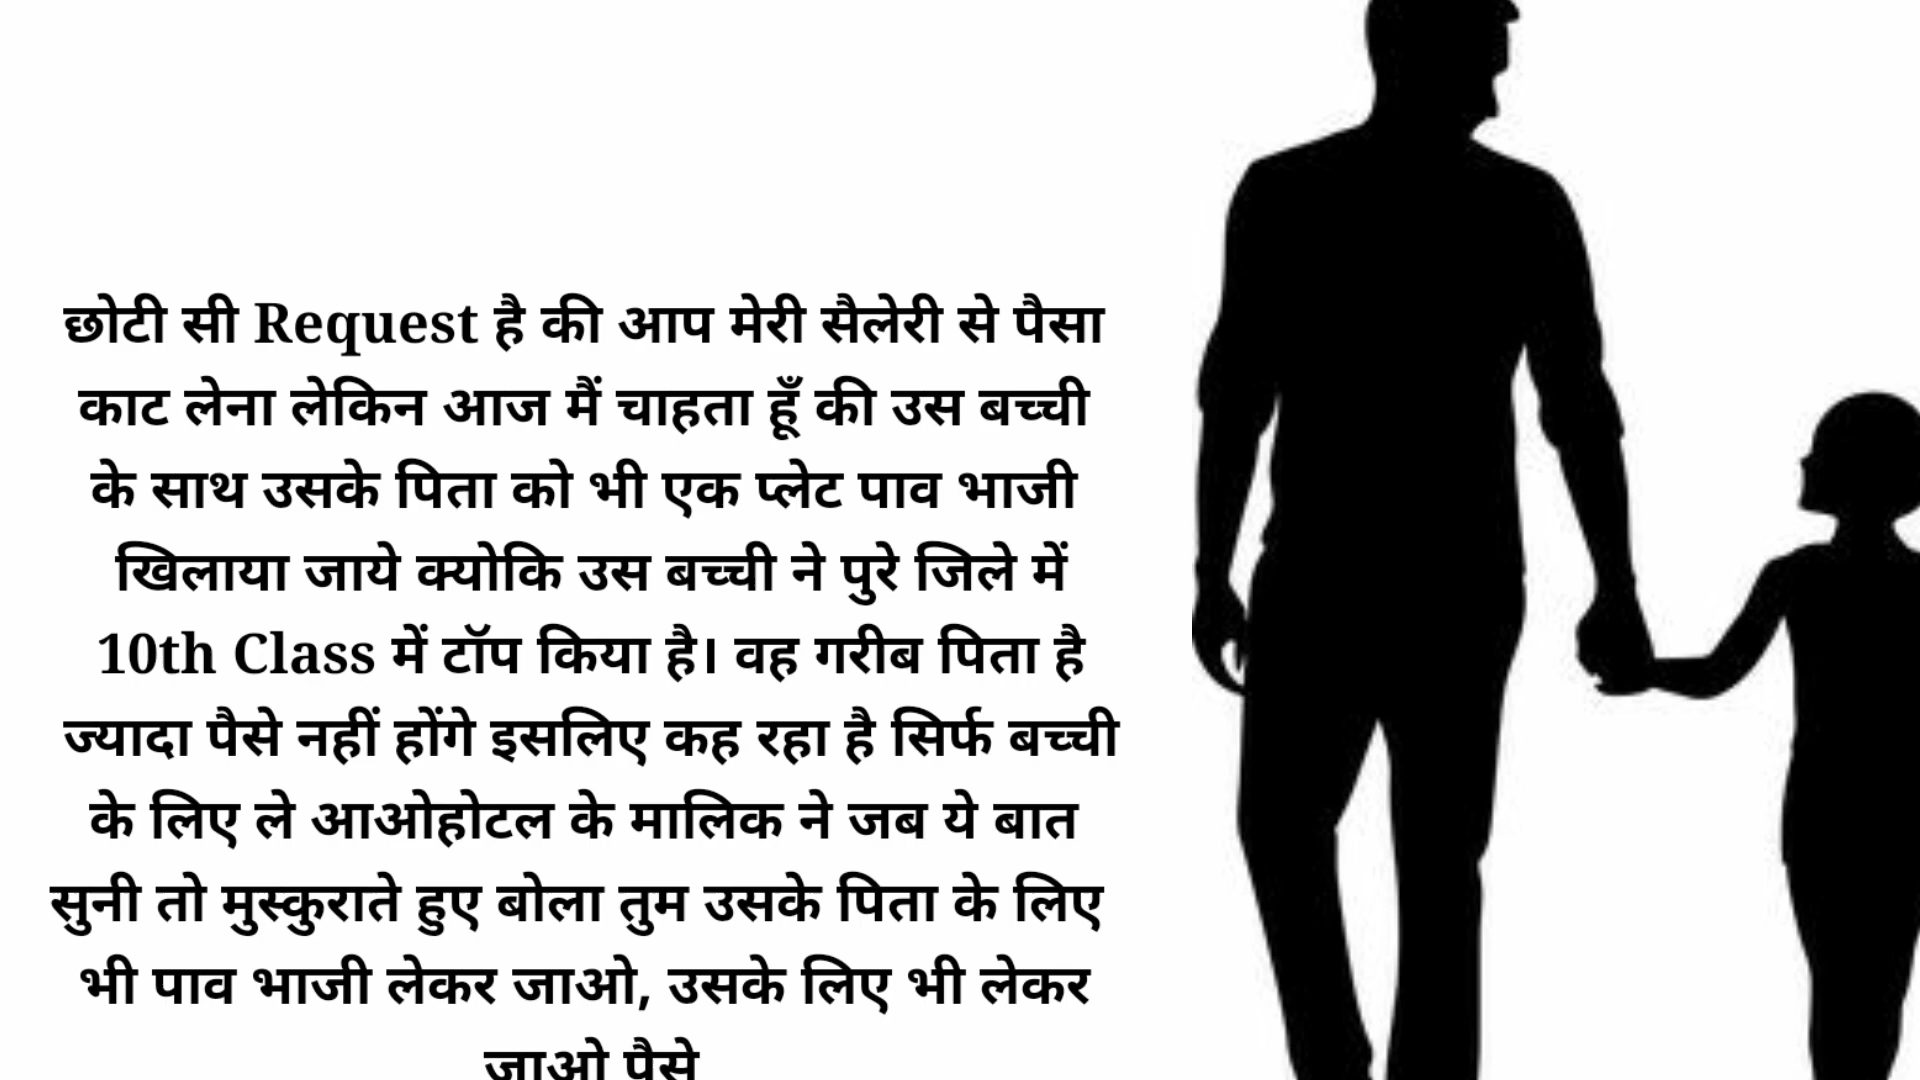 छोटी सी Request है की आप मेरी सैलेरी से पैसा
काट लेना लेकिन आज मैं चाहता हूँ की उस बच्ची
के साथ उसके पिता को भी एक प्लेट पाव भाजी
खिलाया जाये क्योकि उस बच्ची ने पुरे जिले में
10th Class में टॉप किया है। वह गरीब पिता है
ज्यादा पैसे नहीं होंगे इसलिए कह रहा है सिर्फ बच्ची
के लिए ले आओहोटल के मालिक ने जब ये बात
सुनी तो मुस्कुराते हुए बोला तुम उसके पिता के लिए
भी पाव भाजी लेकर जाओ, उसके लिए भी लेकर
जाओ पैसे